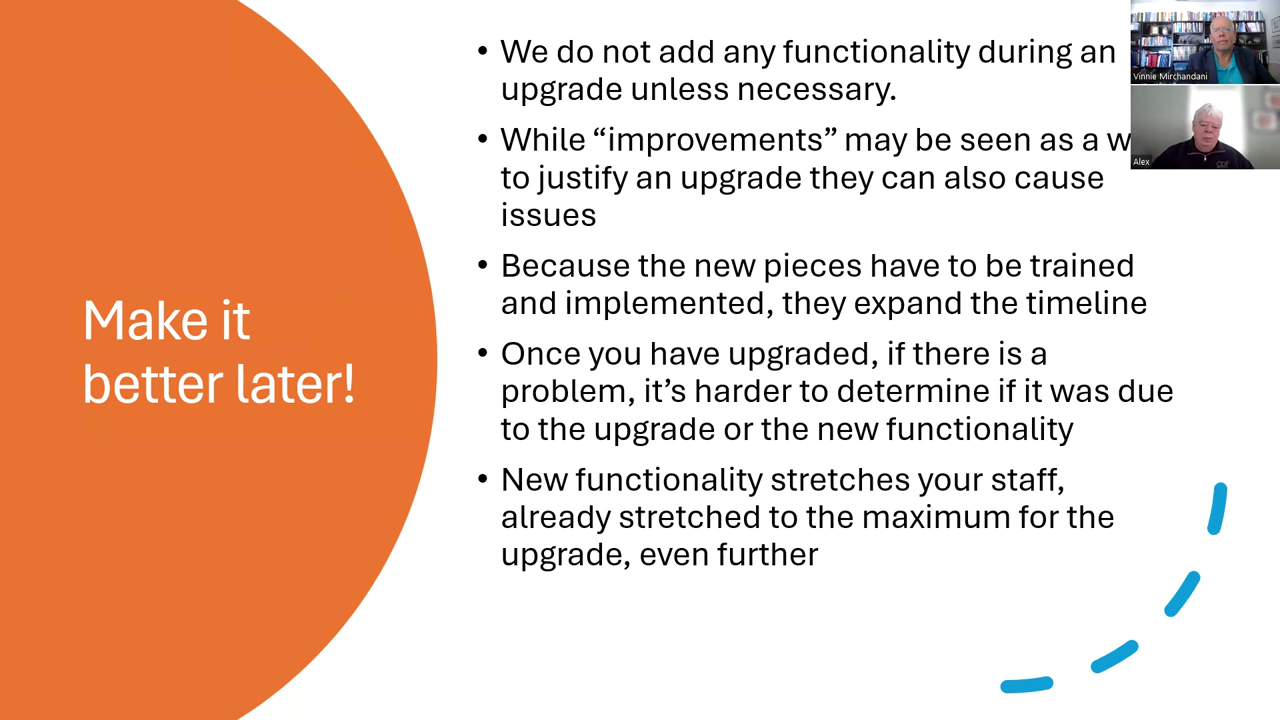 Make it
better later!
• We do not add any functionality during an
upgrade unless necessary.
• While “improvements” may be seen as a w
to justify an upgrade they can also cause
issues
• Because the new pieces have to be trained
and implemented, they expand the timeline
• Once you have upgraded, if there is a
problem, it’s harder to determine if it was due
to the upgrade or the new functionality
• New functionality stretches your staff,
already stretched to the maximum for the
upgrade, even further
Vinnie Mirchandani
Alex